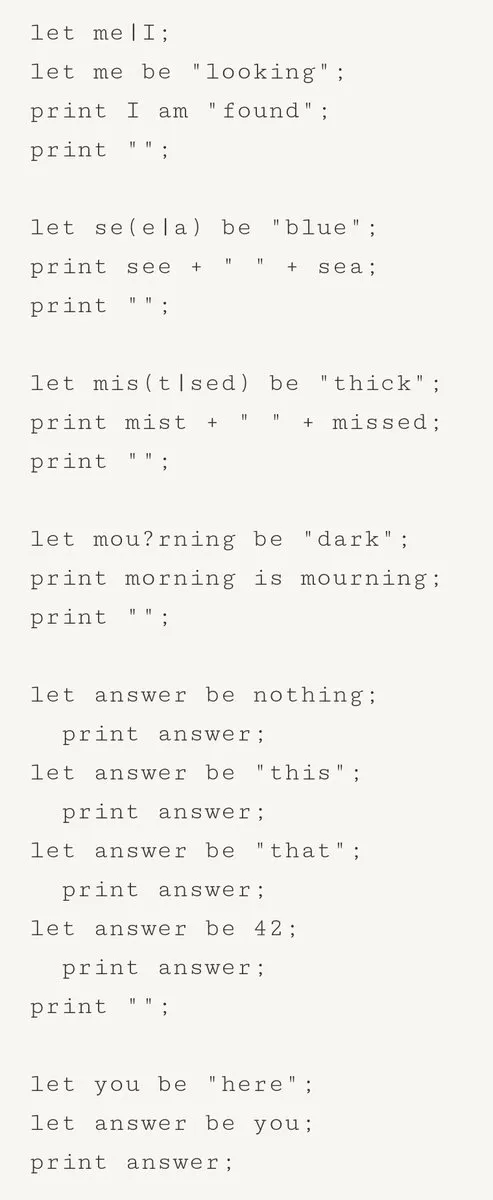 let me|I;
let me be "looking";
print I am "found";
print "";

let se(e|a) be "blue";
print see + " " + sea;
print "";

let mis(t|sed) be "thick";
print mist + " " + missed;
print "";

let mou?rning be "dark";
print morning is mourning;
print "";

let answer be nothing;
  print answer;
let answer be "this";
  print answer;
let answer be "that";
  print answer;
let answer be 42;
  print answer;
print "";

let you be "here";
let answer be you;
print answer;